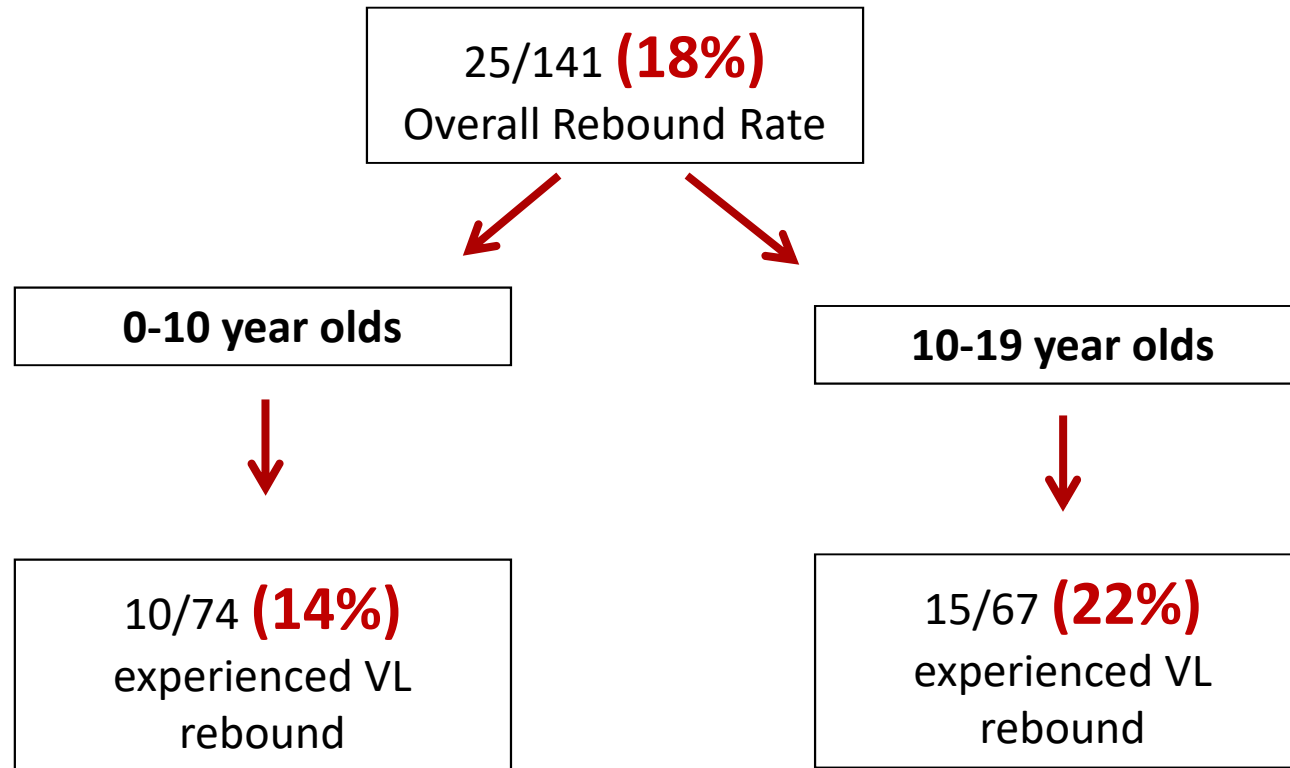 25/141 (18%)
Overall Rebound Rate
0-10 year olds
10-19 year olds
10/74 (14%)
experienced VL
rebound
15/67 (22%)
experienced VL
rebound